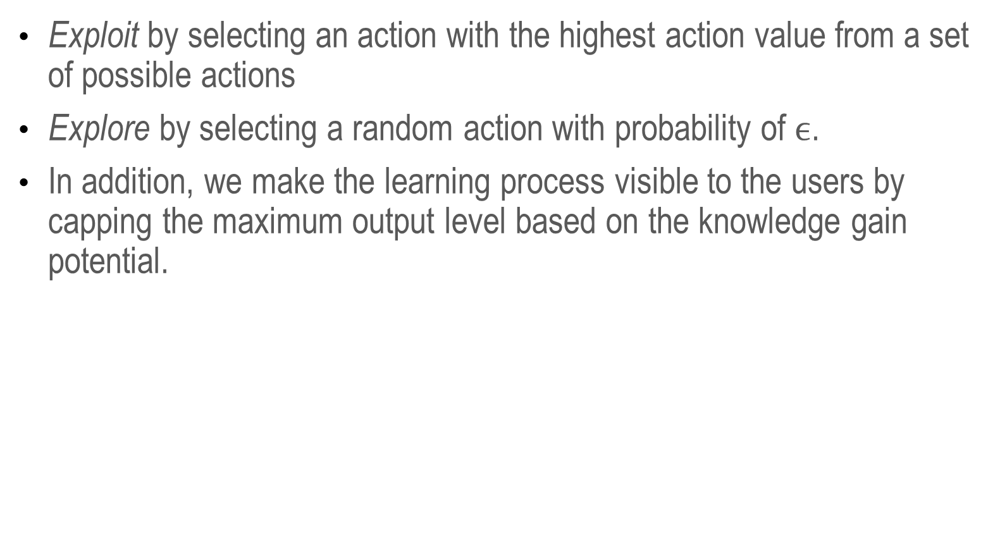 • Exploit by selecting an action with the highest action value from a set
of possible actions
• Explore by selecting a random action with probability of ϵ.
• In addition, we make the learning process visible to the users by
capping the maximum output level based on the knowledge gain
potential.